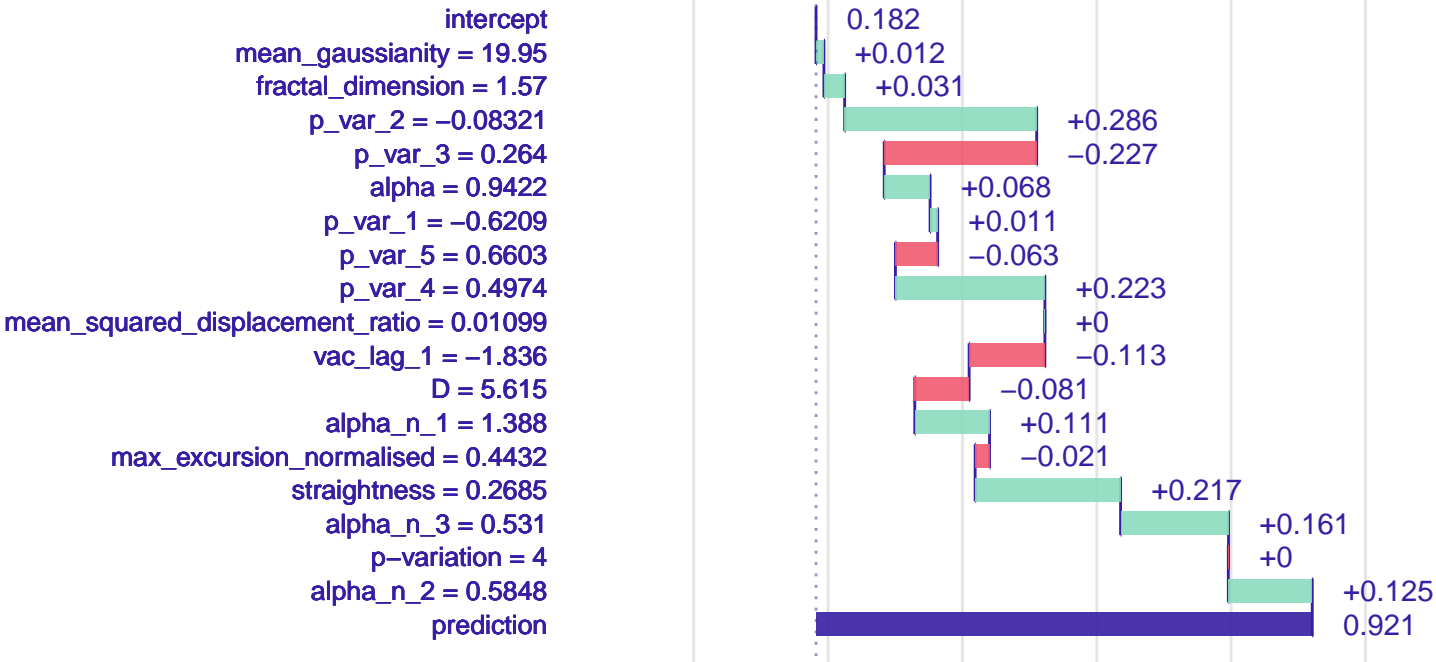 intercept 0.182
mean_gaussianity = 19.95 +0.012
fractal_dimension = 1.57 +0.031
p_var_2 = −0.08321 +0.286
p_var_3 = 0.264 −0.227
alpha = 0.9422 +0.068
p_var_1 = −0.6209 +0.011
p_var_5 = 0.6603 −0.063
p_var_4 = 0.4974 +0.223
mean_squared_displacement_ratio = 0.01099 +0
vac_lag_1 = −1.836 −0.113
D = 5.615 −0.081
alpha_n_1 = 1.388 +0.111
max_excursion_normalised = 0.4432 −0.021
straightness = 0.2685 +0.217
alpha_n_3 = 0.531 +0.161
p−variation = 4 +0
alpha_n_2 = 0.5848 +0.125
prediction 0.921